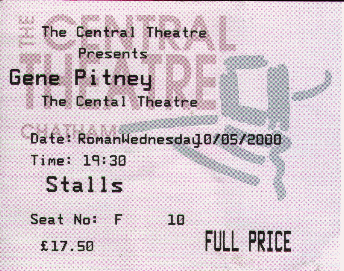 The Central Theatre
Presents
Gene Pitney
The Cental Theatre
THE
CENTRAL
THEATRE
CHATHAM
Date: RomanWednesday10/05/2000
Time: 19:30
Stalls
Seat No: F 10
£17.50
FULL PRICE